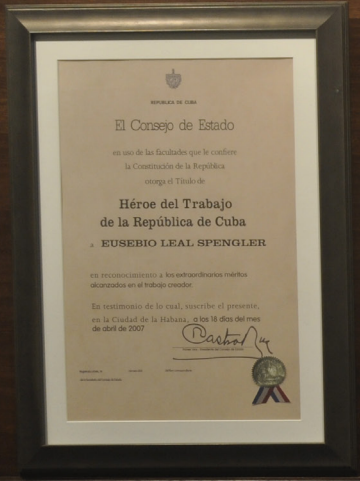 REPUBLICA DE CUBA
El Consejo de Estado
en uso de las facultades que le confiere
la Constitución de la República
otorga el Título de
Héroe del Trabajo
de la República de Cuba
a EUSEBIO LEAL SPENGLER
en reconocimiento a los extraordinarios méritos
alcanzados en el trabajo creador.
En testimonio de lo cual, suscribe el presente,
en la Ciudad de la Habana, a los 18 días del mes
de abril de 2007